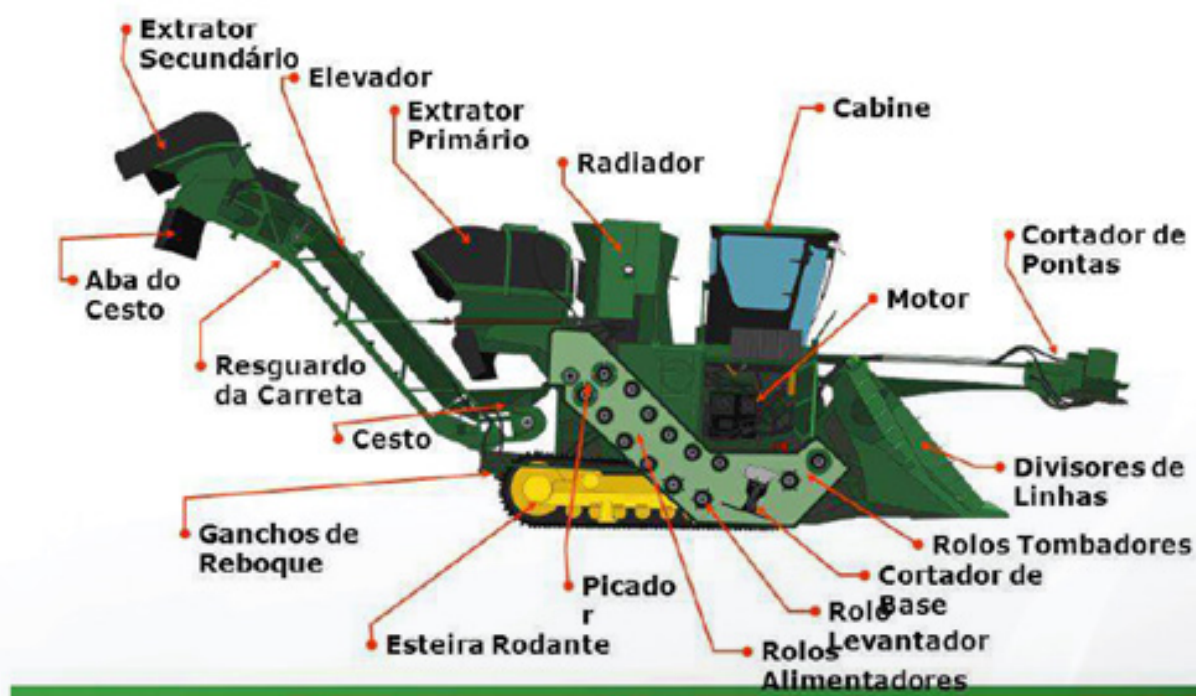 Extrator
Secundário
Elevador
Extrator
Primário
Radiador
Cabine
Cortador de
Pontas
Aba do
Cesto
Motor
Resguardo
da Carreta
Cesto
Divisores de
Linhas
Ganchos de
Reboque
Rolos Tombadores
Cortador de
Base
Picado
r
Rolo
Levantador
Esteira Rodante
Rolos
Alimentadores